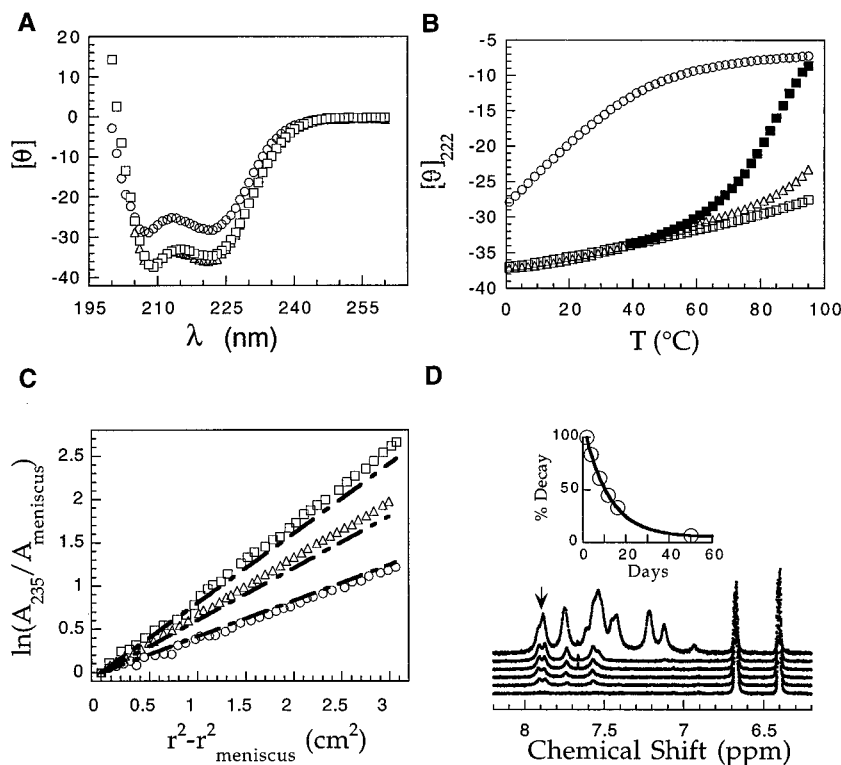 A
20
10
0
-10
-20
-30
-40
[θ]
195 210 225 240 255
λ (nm)
B
-5
-10
-15
-20
-25
-30
-35
-40
[θ]222
0 20 40 60 80 100
T (°C)
C
2.5
2
1.5
1
0.5
0
ln(A235/Ameniscus)
0 0.5 1 1.5 2 2.5 3
r²-r²meniscus (cm²)
D
100
50
0
% Decay
0 20 40 60
Days
8 7.5 7 6.5
Chemical Shift (ppm)